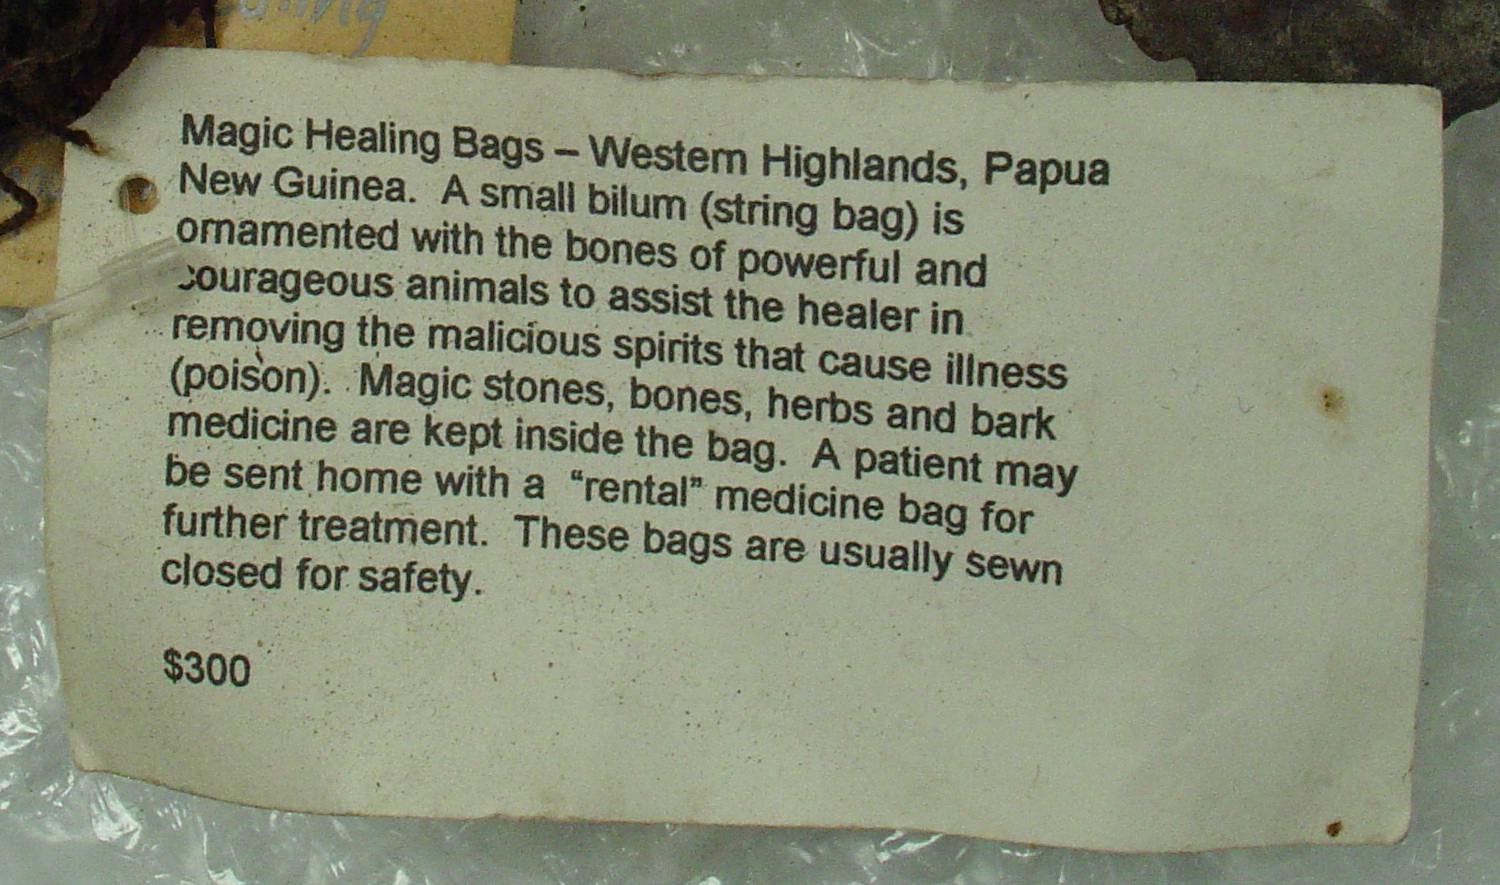 Magic Healing Bags – Western Highlands, Papua
New Guinea. A small bilum (string bag) is
ornamented with the bones of powerful and
courageous animals to assist the healer in
removing the malicious spirits that cause illness
(poison). Magic stones, bones, herbs and bark
medicine are kept inside the bag. A patient may
be sent home with a "rental" medicine bag for
further treatment. These bags are usually sewn
closed for safety.
$300